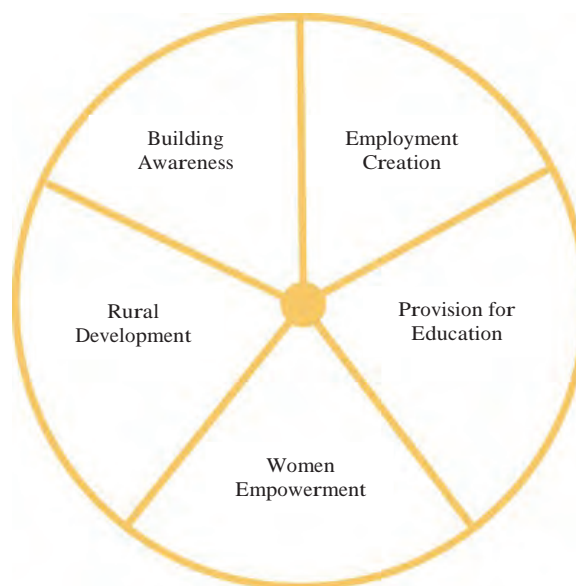 Building
Awareness
Employment
Creation
Rural
Development
Provision for
Education
Women
Empowerment